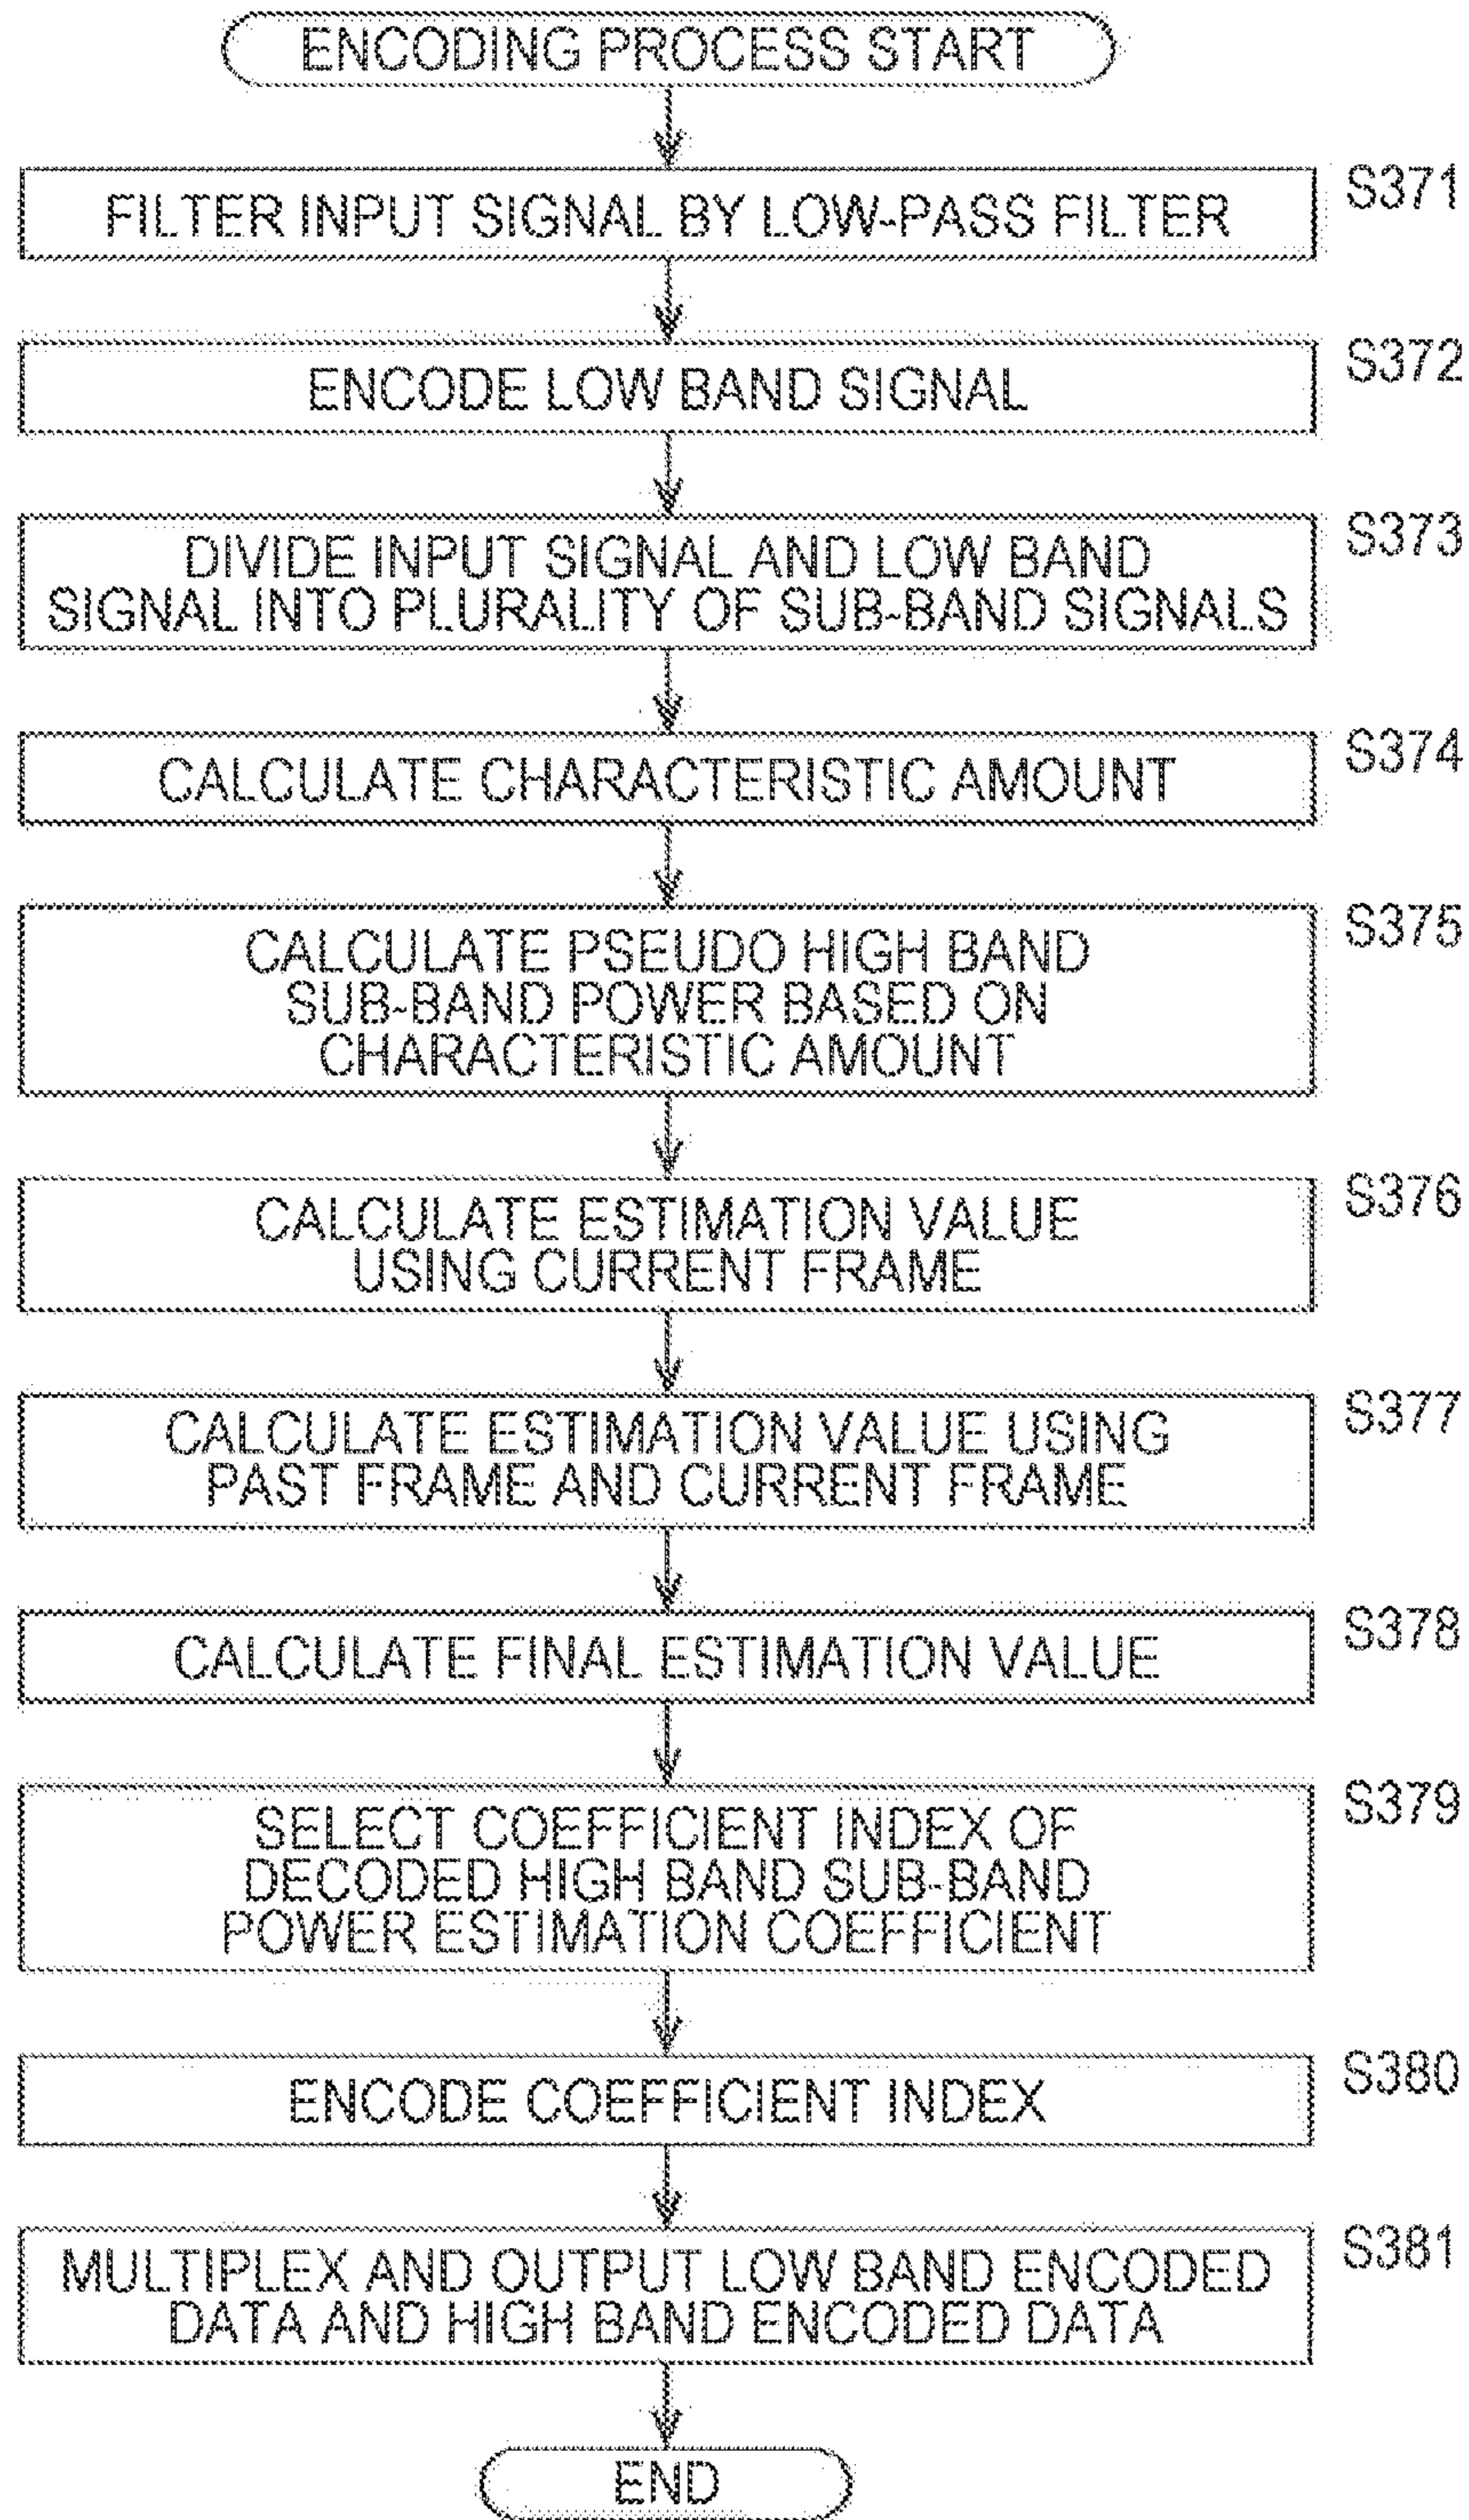 ENCODING PROCESS START
S371
FILTER INPUT SIGNAL BY LOW-PASS FILTER
S372
ENCODE LOW BAND SIGNAL
S373
DIVIDE INPUT SIGNAL AND LOW BAND
SIGNAL INTO PLURALITY OF SUB-BAND SIGNALS
S374
CALCULATE CHARACTERISTIC AMOUNT
S375
CALCULATE PSEUDO HIGH BAND
SUB-BAND POWER BASED ON
CHARACTERISTIC AMOUNT
S376
CALCULATE ESTIMATION VALUE
USING CURRENT FRAME
S377
CALCULATE ESTIMATION VALUE USING
PAST FRAME AND CURRENT FRAME
S378
CALCULATE FINAL ESTIMATION VALUE
S379
SELECT COEFFICIENT INDEX OF
DECODED HIGH BAND SUB-BAND
POWER ESTIMATION COEFFICIENT
S380
ENCODE COEFFICIENT INDEX
S381
MULTIPLEX AND OUTPUT LOW BAND ENCODED
DATA AND HIGH BAND ENCODED DATA
END